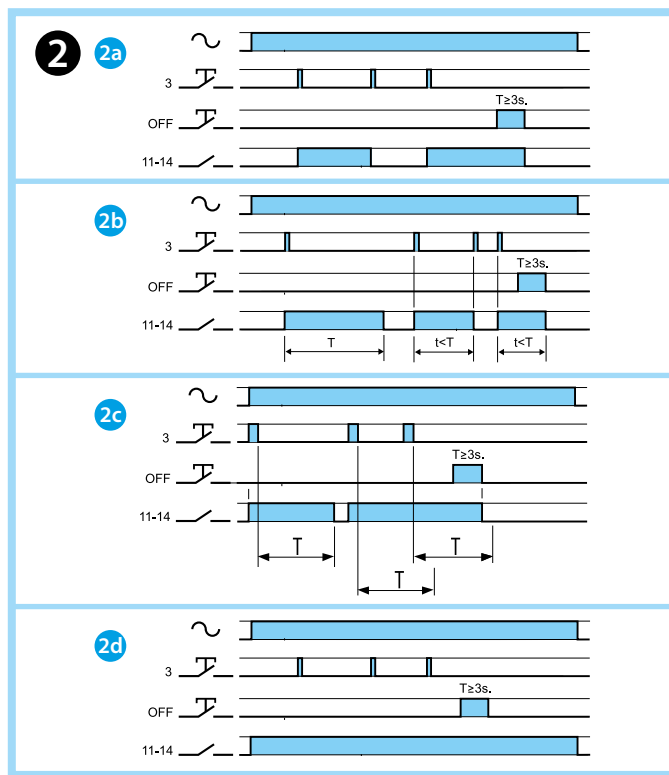 2 2a
3
T≥3s.
OFF
11-14
2b
3
T≥3s.
OFF
11-14
T t<T t<T
2c
3
T≥3s.
OFF
11-14
T T
T
2d
3
T≥3s.
OFF
11-14